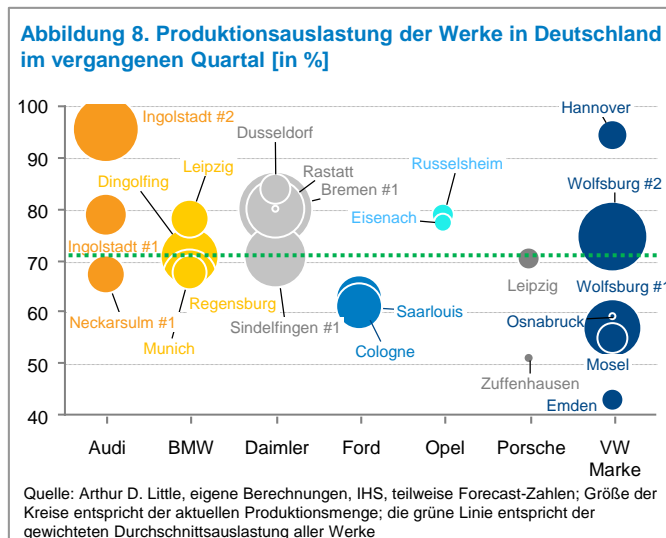 Abbildung 8. Produktionsauslastung der Werke in Deutschland
im vergangenen Quartal [in %]
100
90
80
70
60
50
40
Ingolstadt #2
Ingolstadt #1
Neckarsulm #1
Dingolfing
Leipzig
Regensburg
Munich
Dusseldorf
Rastatt
Bremen #1
Sindelfingen #1
Saarlouis
Cologne
Russelsheim
Eisenach
Leipzig
Zuffenhausen
Hannover
Wolfsburg #2
Wolfsburg #1
Osnabruck
Mosel
Emden
Audi
BMW
Daimler
Ford
Opel
Porsche
VW
Marke
Quelle: Arthur D. Little, eigene Berechnungen, IHS, teilweise Forecast-Zahlen; Größe der
Kreise entspricht der aktuellen Produktionsmenge; die grüne Linie entspricht der
gewichteten Durchschnittsauslastung aller Werke